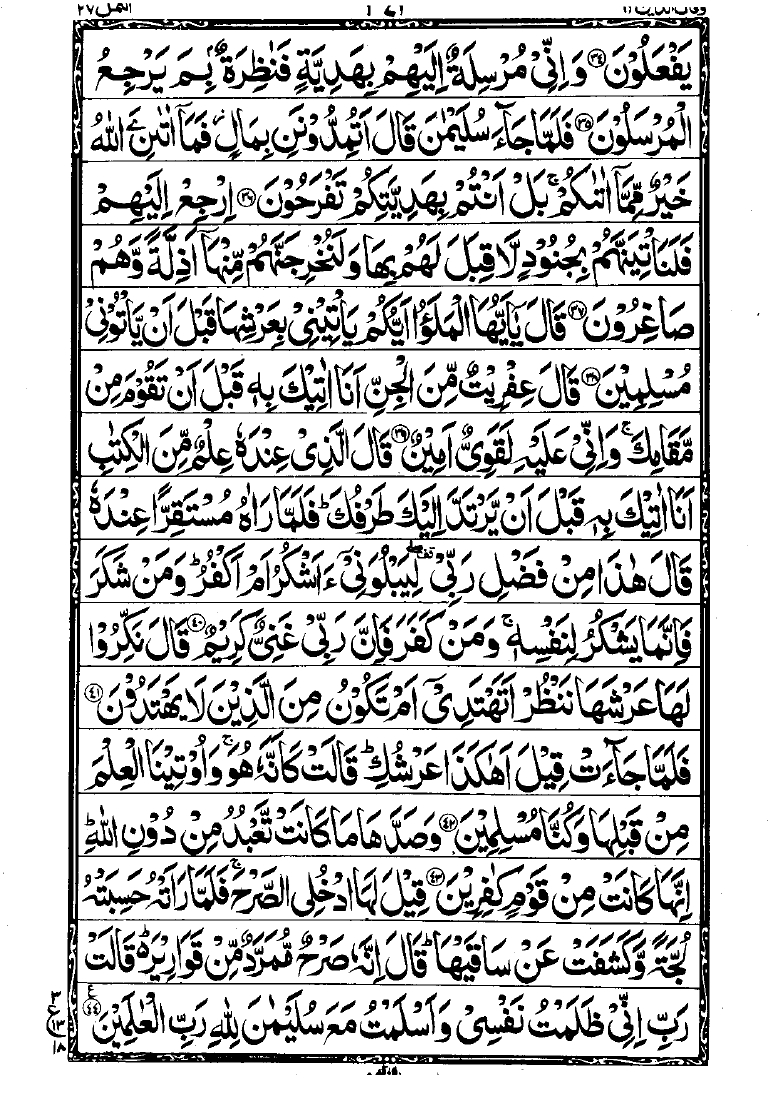 النمل ٢٧
وقال الذين ١٩
يَفْعَلُوْنَ ﴿٣٤﴾ وَاِنِّيْ مُرْسِلَةٌ اِلَيْهِمْ بِهَدِيَّةٍ فَنٰظِرَةٌۢ بِمَ يَرْجِعُ
الْمُرْسَلُوْنَ ﴿٣٥﴾ فَلَمَّا جَآءَ سُلَيْمٰنَ قَالَ اَتُمِدُّوْنَنِ بِمَالٍ ز فَمَآ اٰتٰىنِۦَ اللّٰهُ
خَيْرٌ مِّمَّآ اٰتٰىكُمْ ۚ بَلْ اَنْتُمْ بِهَدِيَّتِكُمْ تَفْرَحُوْنَ ﴿٣٦﴾ اِرْجِعْ اِلَيْهِمْ
فَلَنَاْتِيَنَّهُمْ بِجُنُوْدٍ لَّا قِبَلَ لَهُمْ بِهَا وَلَنُخْرِجَنَّهُمْ مِّنْهَآ اَذِلَّةً وَّهُمْ
صَاغِرُوْنَ ﴿٣٧﴾ قَالَ يٰٓاَيُّهَا الْمَلَؤُا اَيُّكُمْ يَاْتِيْنِيْ بِعَرْشِهَا قَبْلَ اَنْ يَّاْتُوْنِيْ
مُسْلِمِيْنَ ﴿٣٨﴾ قَالَ عِفْرِيْتٌ مِّنَ الْجِنِّ اَنَا اٰتِيْكَ بِهٖ قَبْلَ اَنْ تَقُوْمَ مِنْ
مَّقَامِكَ ۚ وَاِنِّيْ عَلَيْهِ لَقَوِيٌّ اَمِيْنٌ ﴿٣٩﴾ قَالَ الَّذِيْ عِنْدَهٗ عِلْمٌ مِّنَ الْكِتٰبِ
اَنَا اٰتِيْكَ بِهٖ قَبْلَ اَنْ يَّرْتَدَّ اِلَيْكَ طَرْفُكَ ؕ فَلَمَّا رَاٰهُ مُسْتَقِرًّا عِنْدَهٗ
قَالَ هٰذَا مِنْ فَضْلِ رَبِّيْ ۖ لِيَبْلُوَنِيْٓ ءَاَشْكُرُ اَمْ اَكْفُرُ ؕ وَمَنْ شَكَرَ
فَاِنَّمَا يَشْكُرُ لِنَفْسِهٖ ۚ وَمَنْ كَفَرَ فَاِنَّ رَبِّيْ غَنِيٌّ كَرِيْمٌ ﴿٤٠﴾ قَالَ نَكِّرُوْا
لَهَا عَرْشَهَا نَنْظُرْ اَتَهْتَدِيْٓ اَمْ تَكُوْنُ مِنَ الَّذِيْنَ لَا يَهْتَدُوْنَ ﴿٤١﴾
فَلَمَّا جَآءَتْ قِيْلَ اَهٰكَذَا عَرْشُكِ ؕ قَالَتْ كَاَنَّهٗ هُوَ ۚ وَاُوْتِيْنَا الْعِلْمَ
مِنْ قَبْلِهَا وَكُنَّا مُسْلِمِيْنَ ﴿٤٢﴾ وَصَدَّهَا مَا كَانَتْ تَّعْبُدُ مِنْ دُوْنِ اللّٰهِ ؕ
اِنَّهَا كَانَتْ مِنْ قَوْمٍ كٰفِرِيْنَ ﴿٤٣﴾ قِيْلَ لَهَا ادْخُلِي الصَّرْحَ ۚ فَلَمَّا رَاَتْهُ حَسِبَتْهُ
لُجَّةً وَّكَشَفَتْ عَنْ سَاقَيْهَا ؕ قَالَ اِنَّهٗ صَرْحٌ مُّمَرَّدٌ مِّنْ قَوَارِيْرَ ؕ قَالَتْ
رَبِّ اِنِّيْ ظَلَمْتُ نَفْسِيْ وَاَسْلَمْتُ مَعَ سُلَيْمٰنَ لِلّٰهِ رَبِّ الْعٰلَمِيْنَ ﴿٤٤﴾
٣
ع ١٣
١٨